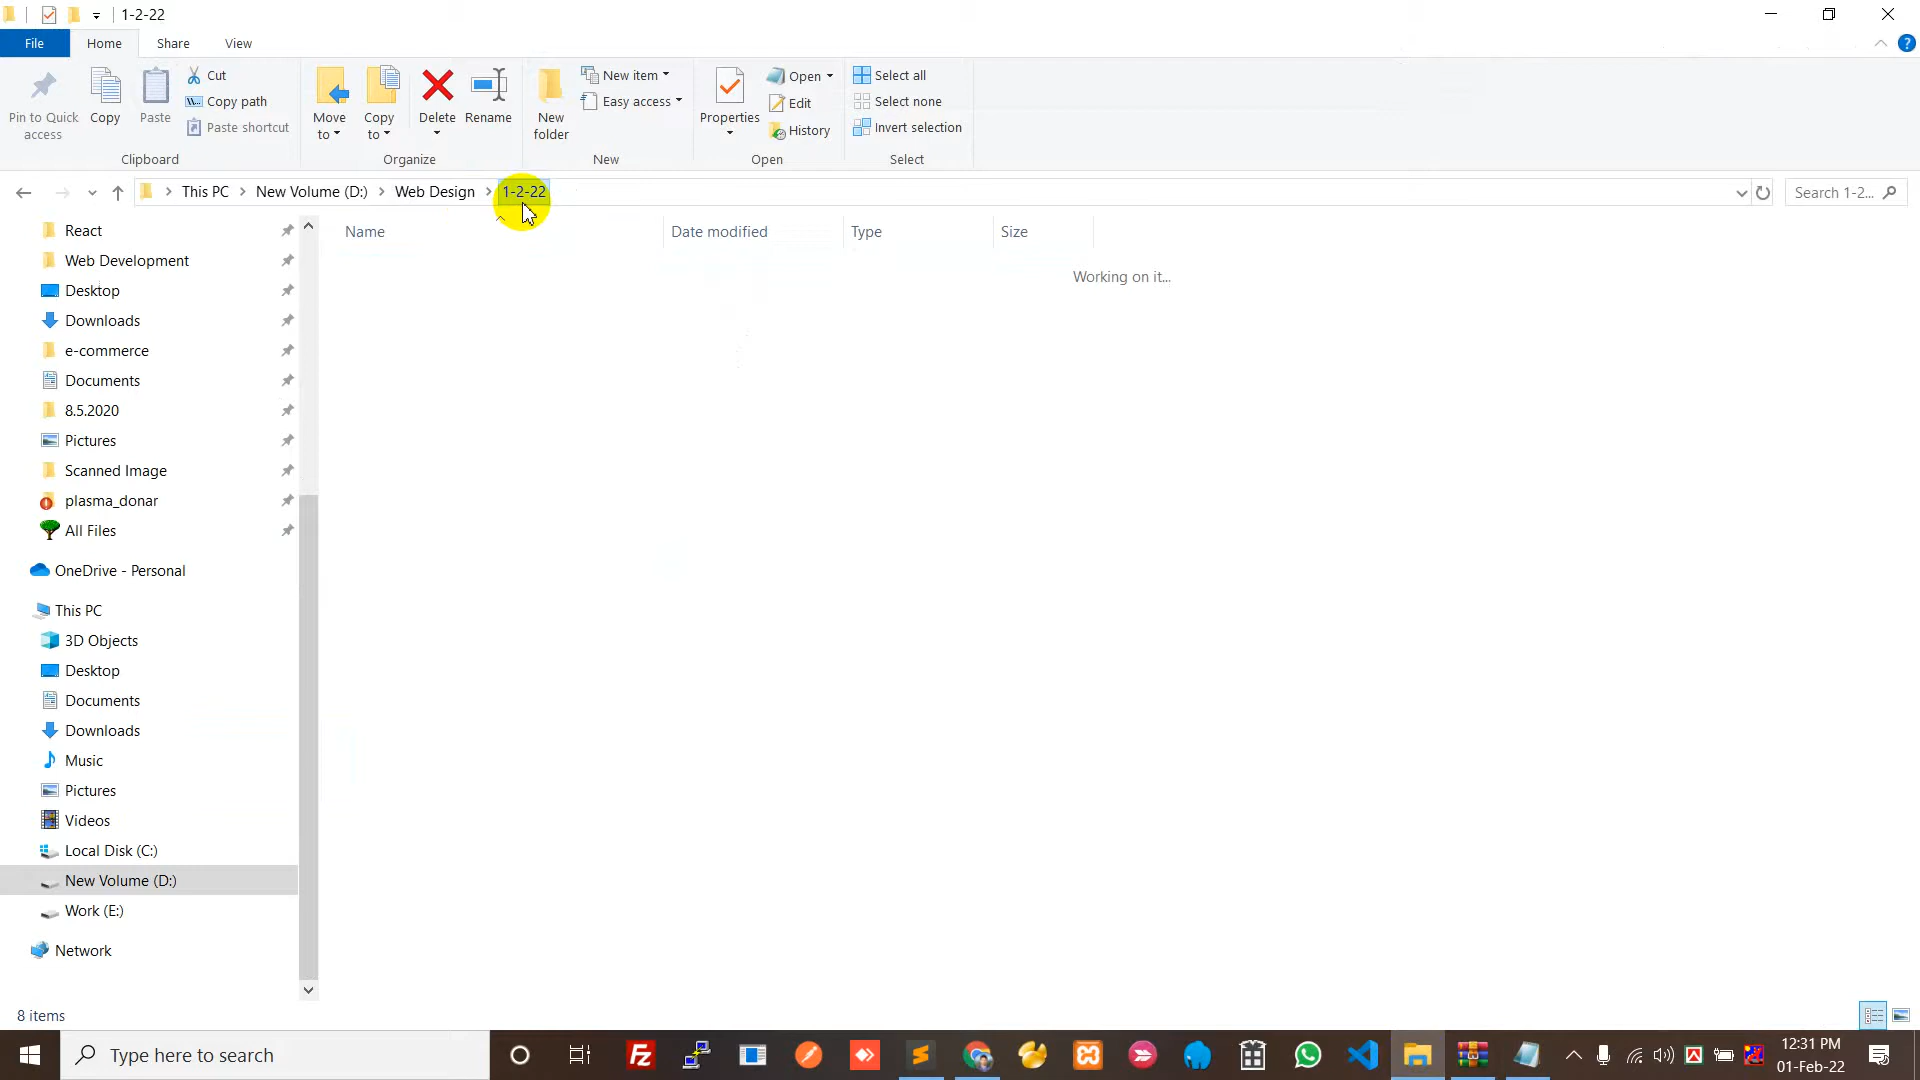 1-2-22
File Home Share View
Pin to Quick access
Copy
Paste
Cut
Copy path
Paste shortcut
Clipboard
Move to
Copy to
Delete
Rename
Organize
New folder
New item
Easy access
New
Properties
Open
Edit
History
Open
Select all
Select none
Invert selection
Select
This PC > New Volume (D:) > Web Design > 1-2-22
Search 1-2...
Name Date modified Type Size
Working on it...
React
Web Development
Desktop
Downloads
e-commerce
Documents
8.5.2020
Pictures
Scanned Image
plasma_donar
All Files
OneDrive - Personal
This PC
3D Objects
Desktop
Documents
Downloads
Music
Pictures
Videos
Local Disk (C:)
New Volume (D:)
Work (E:)
Network
8 items
Type here to search
12:31 PM
01-Feb-22